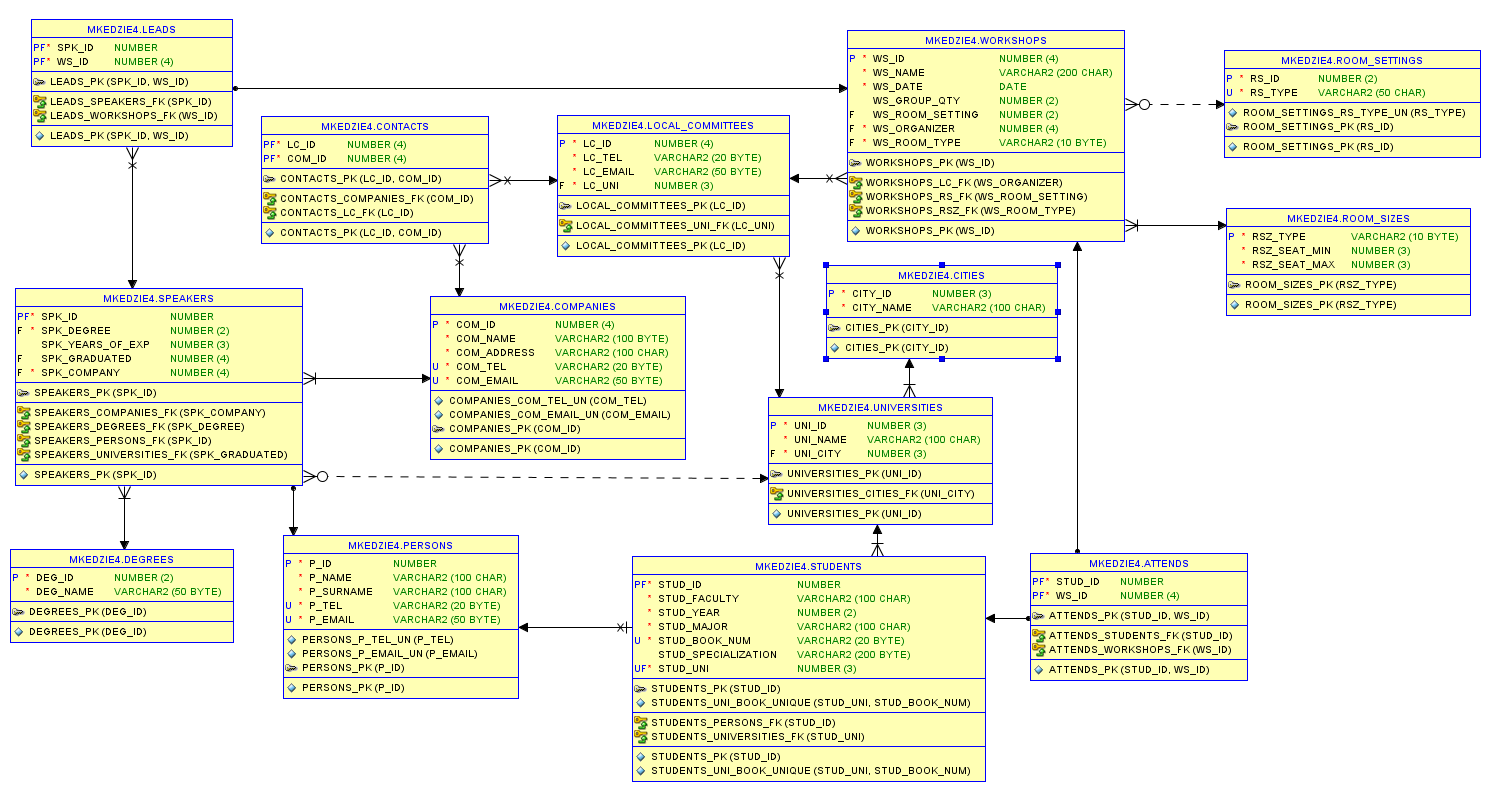 MKEDZIE4.LEADS
PF* SPK_ID NUMBER
PF* WS_ID NUMBER (4)
LEADS_PK (SPK_ID, WS_ID)
LEADS_SPEAKERS_FK (SPK_ID)
LEADS_WORKSHOPS_FK (WS_ID)
LEADS_PK (SPK_ID, WS_ID)
MKEDZIE4.CONTACTS
PF* LC_ID NUMBER (4)
PF* COM_ID NUMBER (4)
CONTACTS_PK (LC_ID, COM_ID)
CONTACTS_COMPANIES_FK (COM_ID)
CONTACTS_LC_FK (LC_ID)
CONTACTS_PK (LC_ID, COM_ID)
MKEDZIE4.LOCAL_COMMITTEES
P * LC_ID NUMBER (4)
* LC_TEL VARCHAR2 (20 BYTE)
* LC_EMAIL VARCHAR2 (50 BYTE)
F * LC_UNI NUMBER (3)
LOCAL_COMMITTEES_PK (LC_ID)
LOCAL_COMMITTEES_UNI_FK (LC_UNI)
LOCAL_COMMITTEES_PK (LC_ID)
MKEDZIE4.WORKSHOPS
P * WS_ID NUMBER (4)
* WS_NAME VARCHAR2 (200 CHAR)
* WS_DATE DATE
WS_GROUP_QTY NUMBER (2)
F WS_ROOM_SETTING NUMBER (2)
F * WS_ORGANIZER NUMBER (4)
F * WS_ROOM_TYPE VARCHAR2 (10 BYTE)
WORKSHOPS_PK (WS_ID)
WORKSHOPS_LC_FK (WS_ORGANIZER)
WORKSHOPS_RS_FK (WS_ROOM_SETTING)
WORKSHOPS_RSZ_FK (WS_ROOM_TYPE)
WORKSHOPS_PK (WS_ID)
MKEDZIE4.ROOM_SETTINGS
P * RS_ID NUMBER (2)
U * RS_TYPE VARCHAR2 (50 CHAR)
ROOM_SETTINGS_RS_TYPE_UN (RS_TYPE)
ROOM_SETTINGS_PK (RS_ID)
ROOM_SETTINGS_PK (RS_ID)
MKEDZIE4.ROOM_SIZES
P * RSZ_TYPE VARCHAR2 (10 BYTE)
* RSZ_SEAT_MIN NUMBER (3)
* RSZ_SEAT_MAX NUMBER (3)
ROOM_SIZES_PK (RSZ_TYPE)
ROOM_SIZES_PK (RSZ_TYPE)
MKEDZIE4.CITIES
P * CITY_ID NUMBER (3)
* CITY_NAME VARCHAR2 (100 CHAR)
CITIES_PK (CITY_ID)
CITIES_PK (CITY_ID)
MKEDZIE4.SPEAKERS
PF* SPK_ID NUMBER
F * SPK_DEGREE NUMBER (2)
SPK_YEARS_OF_EXP NUMBER (3)
F SPK_GRADUATED NUMBER (4)
F * SPK_COMPANY NUMBER (4)
SPEAKERS_PK (SPK_ID)
SPEAKERS_COMPANIES_FK (SPK_COMPANY)
SPEAKERS_DEGREES_FK (SPK_DEGREE)
SPEAKERS_PERSONS_FK (SPK_ID)
SPEAKERS_UNIVERSITIES_FK (SPK_GRADUATED)
SPEAKERS_PK (SPK_ID)
MKEDZIE4.COMPANIES
P * COM_ID NUMBER (4)
* COM_NAME VARCHAR2 (100 BYTE)
* COM_ADDRESS VARCHAR2 (100 CHAR)
U * COM_TEL VARCHAR2 (20 BYTE)
U * COM_EMAIL VARCHAR2 (50 BYTE)
COMPANIES_COM_TEL_UN (COM_TEL)
COMPANIES_COM_EMAIL_UN (COM_EMAIL)
COMPANIES_PK (COM_ID)
COMPANIES_PK (COM_ID)
MKEDZIE4.UNIVERSITIES
P * UNI_ID NUMBER (3)
* UNI_NAME VARCHAR2 (100 CHAR)
F * UNI_CITY NUMBER (3)
UNIVERSITIES_PK (UNI_ID)
UNIVERSITIES_CITIES_FK (UNI_CITY)
UNIVERSITIES_PK (UNI_ID)
MKEDZIE4.DEGREES
P * DEG_ID NUMBER (2)
* DEG_NAME VARCHAR2 (50 BYTE)
DEGREES_PK (DEG_ID)
DEGREES_PK (DEG_ID)
MKEDZIE4.PERSONS
P * P_ID NUMBER
* P_NAME VARCHAR2 (100 CHAR)
* P_SURNAME VARCHAR2 (100 CHAR)
U * P_TEL VARCHAR2 (20 BYTE)
U * P_EMAIL VARCHAR2 (50 BYTE)
PERSONS_P_TEL_UN (P_TEL)
PERSONS_P_EMAIL_UN (P_EMAIL)
PERSONS_PK (P_ID)
PERSONS_PK (P_ID)
MKEDZIE4.STUDENTS
PF* STUD_ID NUMBER
* STUD_FACULTY VARCHAR2 (100 CHAR)
* STUD_YEAR NUMBER (2)
* STUD_MAJOR VARCHAR2 (100 CHAR)
U * STUD_BOOK_NUM VARCHAR2 (20 BYTE)
STUD_SPECIALIZATION VARCHAR2 (200 BYTE)
UF* STUD_UNI NUMBER (3)
STUDENTS_PK (STUD_ID)
STUDENTS_UNI_BOOK_UNIQUE (STUD_UNI, STUD_BOOK_NUM)
STUDENTS_PERSONS_FK (STUD_ID)
STUDENTS_UNIVERSITIES_FK (STUD_UNI)
STUDENTS_PK (STUD_ID)
STUDENTS_UNI_BOOK_UNIQUE (STUD_UNI, STUD_BOOK_NUM)
MKEDZIE4.ATTENDS
PF* STUD_ID NUMBER
PF* WS_ID NUMBER (4)
ATTENDS_PK (STUD_ID, WS_ID)
ATTENDS_STUDENTS_FK (STUD_ID)
ATTENDS_WORKSHOPS_FK (WS_ID)
ATTENDS_PK (STUD_ID, WS_ID)